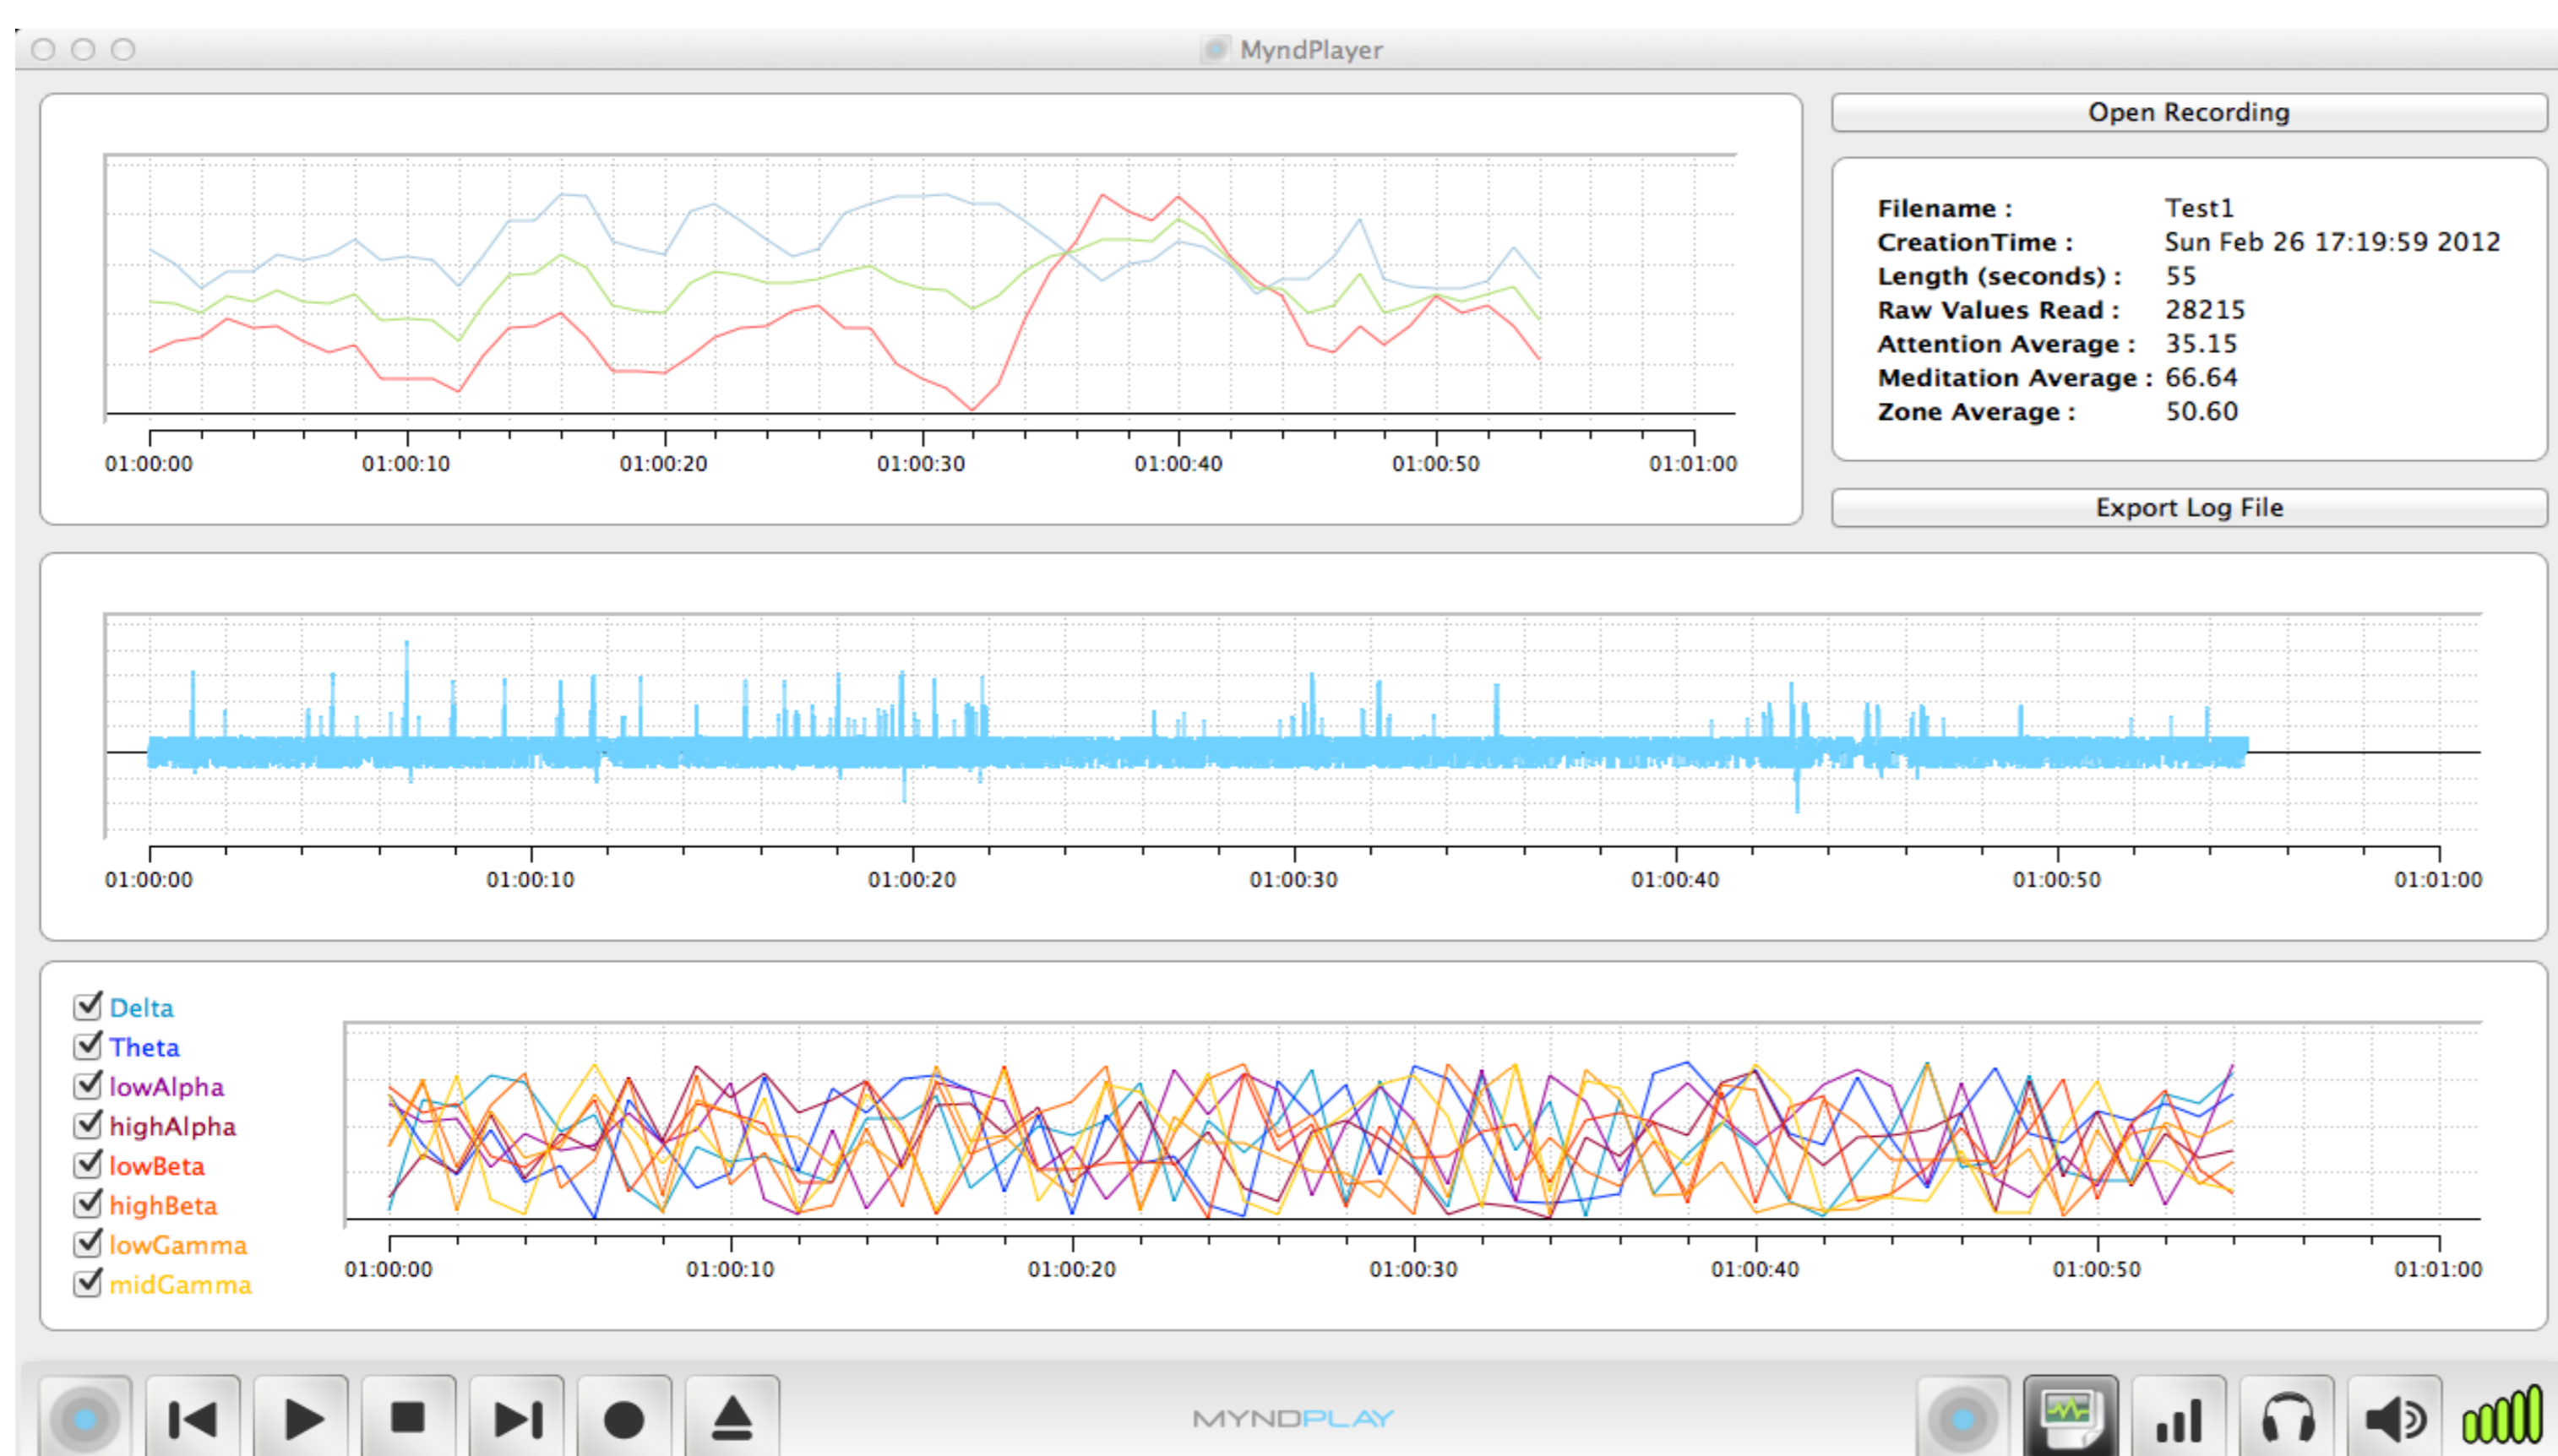 MyndPlayer
Open Recording
Filename : Test1
CreationTime : Sun Feb 26 17:19:59 2012
Length (seconds) : 55
Raw Values Read : 28215
Attention Average : 35.15
Meditation Average : 66.64
Zone Average : 50.60
Export Log File
01:00:00 01:00:10 01:00:20 01:00:30 01:00:40 01:00:50 01:01:00
01:00:00 01:00:10 01:00:20 01:00:30 01:00:40 01:00:50 01:01:00
Delta
Theta
lowAlpha
highAlpha
lowBeta
highBeta
lowGamma
midGamma
01:00:00 01:00:10 01:00:20 01:00:30 01:00:40 01:00:50 01:01:00
MYNDPLAY